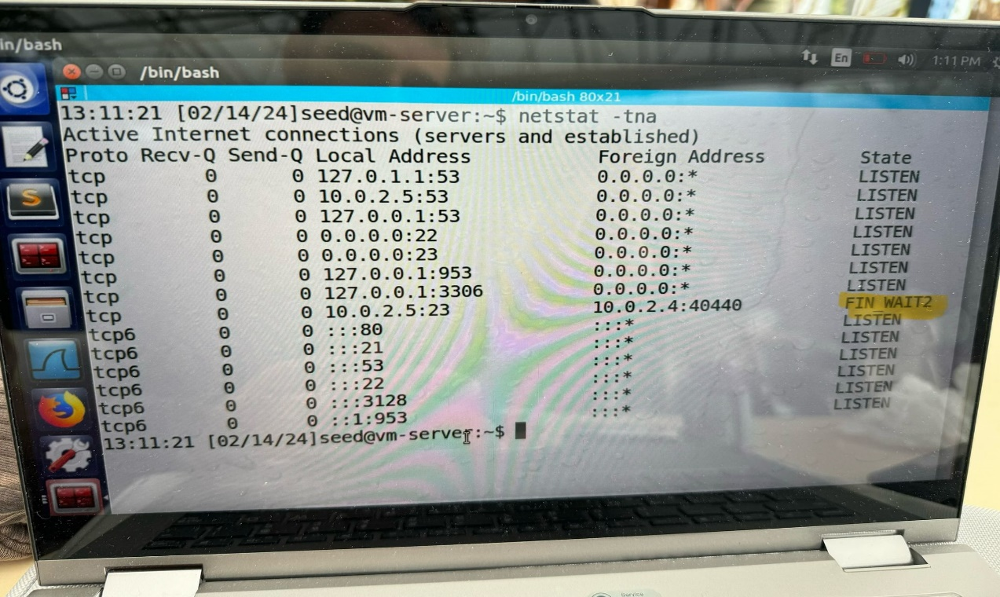 in/bash
En 1:11 PM
/bin/bash
/bin/bash 80x21
13:11:21 [02/14/24]seed@vm-server:~$ netstat -tna
Active Internet connections (servers and established)
Proto Recv-Q Send-Q Local Address Foreign Address State
tcp 0 0 127.0.1.1:53 0.0.0.0:* LISTEN
tcp 0 0 10.0.2.5:53 0.0.0.0:* LISTEN
tcp 0 0 127.0.0.1:53 0.0.0.0:* LISTEN
tcp 0 0 0.0.0.0:22 0.0.0.0:* LISTEN
tcp 0 0 0.0.0.0:23 0.0.0.0:* LISTEN
tcp 0 0 127.0.0.1:953 0.0.0.0:* LISTEN
tcp 0 0 127.0.0.1:3306 0.0.0.0:* LISTEN
tcp 0 0 10.0.2.5:23 10.0.2.4:40440 FIN_WAIT2
tcp6 0 0 :::80 :::* LISTEN
tcp6 0 0 :::21 :::* LISTEN
tcp6 0 0 :::53 :::* LISTEN
tcp6 0 0 :::22 :::* LISTEN
tcp6 0 0 :::3128 :::* LISTEN
tcp6 0 0 ::1:953 :::* LISTEN
13:11:21 [02/14/24]seed@vm-server:~$
Service